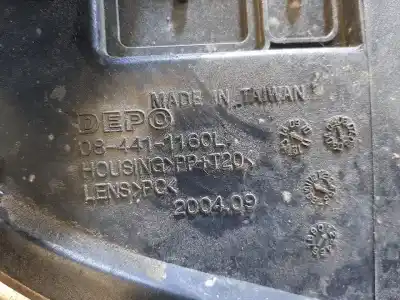 MADE IN TAIWAN
DEPO
08-441-1160L
HOUSING>PP-T20<
LENS>PC<
2004.09